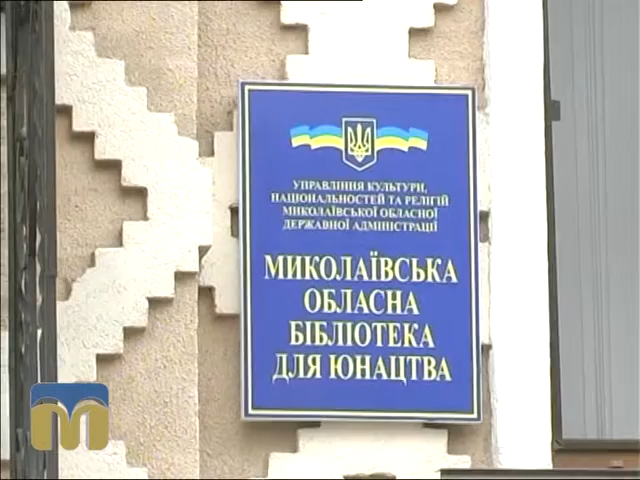 УПРАВЛІННЯ КУЛЬТУРИ,
НАЦІОНАЛЬНОСТЕЙ ТА РЕЛІГІЙ
МИКОЛАЇВСЬКОЇ ОБЛАСНОЇ
ДЕРЖАВНОЇ АДМІНІСТРАЦІЇ
МИКОЛАЇВСЬКА
ОБЛАСНА
БІБЛІОТЕКА
ДЛЯ ЮНАЦТВА
М